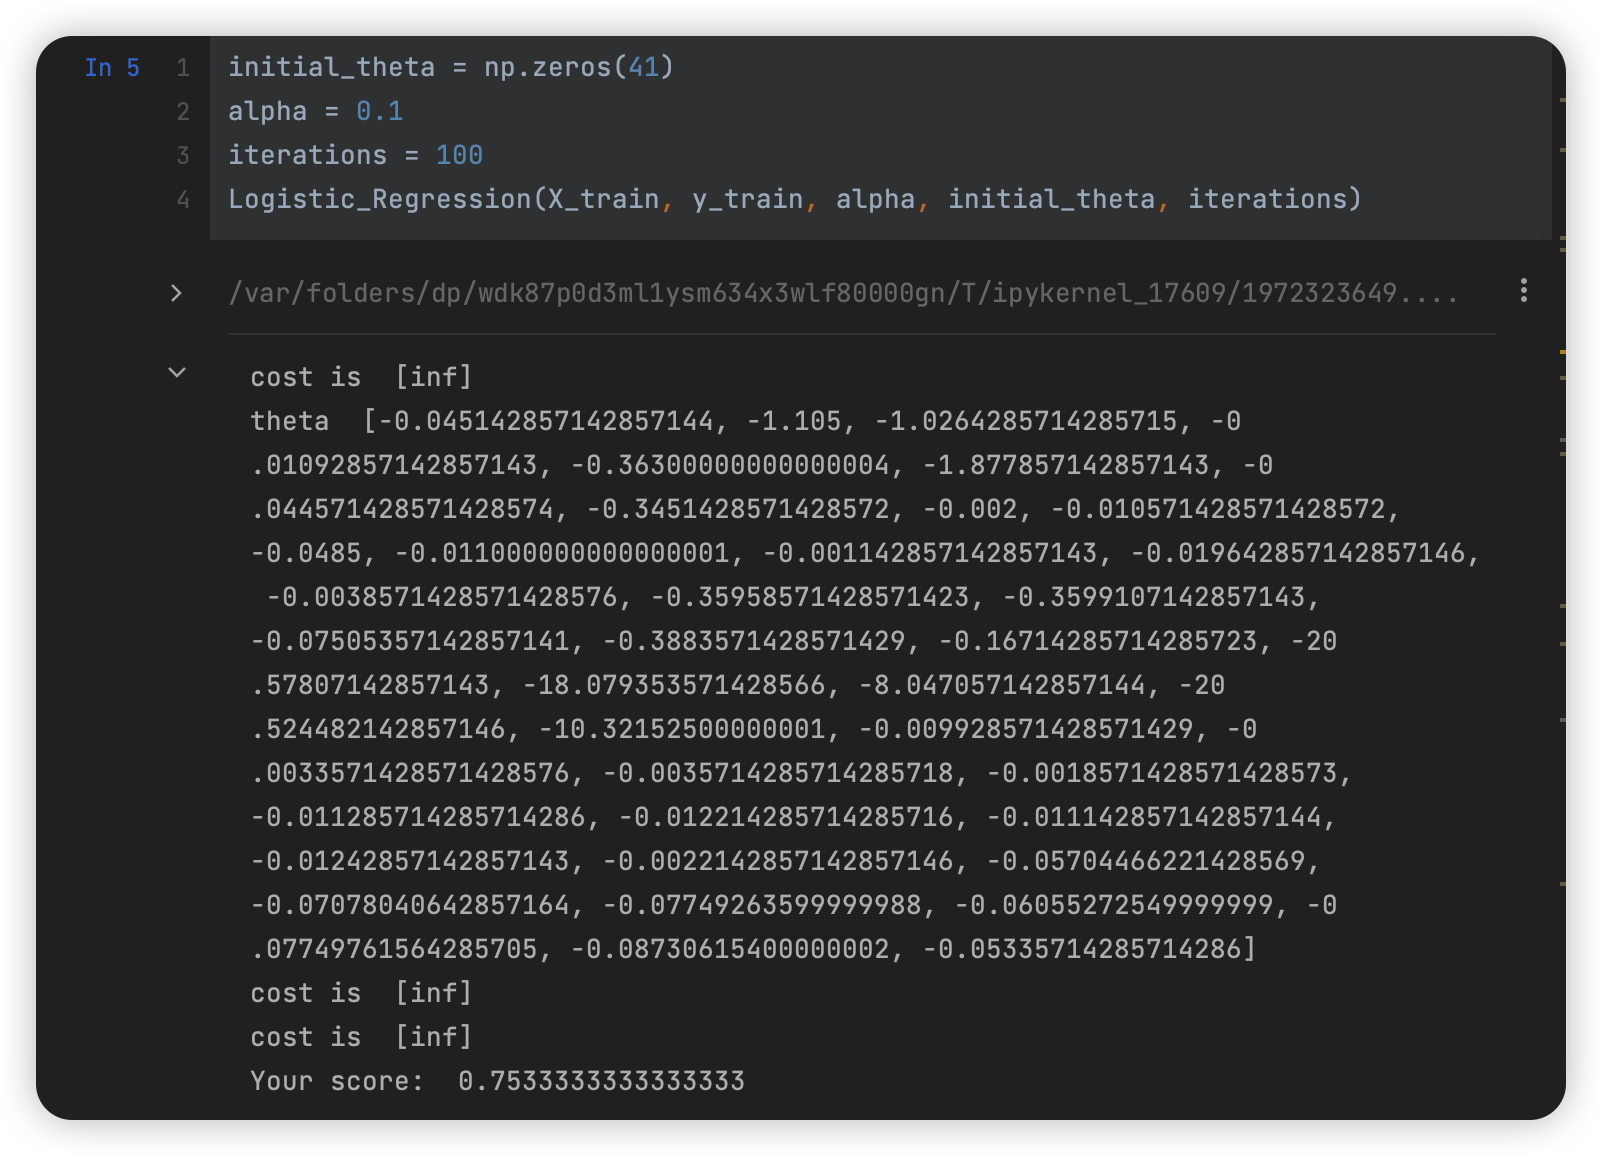 In 5
1 initial_theta = np.zeros(41)
2 alpha = 0.1
3 iterations = 100
4 Logistic_Regression(X_train, y_train, alpha, initial_theta, iterations)
/var/folders/dp/wdk87p0d3ml1ysm634x3wlf80000gn/T/ipykernel_17609/1972323649....
cost is  [inf]
theta  [-0.045142857142857144, -1.105, -1.0264285714285715, -0
.01092857142857143, -0.36300000000000004, -1.877857142857143, -0
.044571428571428574, -0.3451428571428572, -0.002, -0.010571428571428572,
-0.0485, -0.011000000000000001, -0.001142857142857143, -0.019642857142857146,
-0.0038571428571428576, -0.35958571428571423, -0.3599107142857143,
-0.07505357142857141, -0.3883571428571429, -0.16714285714285723, -20
.57807142857143, -18.079353571428566, -8.047057142857144, -20
.524482142857146, -10.32152500000001, -0.009928571428571429, -0
.0033571428571428576, -0.0035714285714285718, -0.0018571428571428573,
-0.011285714285714286, -0.012214285714285716, -0.011142857142857144,
-0.01242857142857143, -0.0022142857142857146, -0.05704466221428569,
-0.07078040642857164, -0.07749263599999988, -0.06055272549999999, -0
.07749761564285705, -0.08730615400000002, -0.05335714285714286]
cost is  [inf]
cost is  [inf]
Your score:  0.7533333333333333